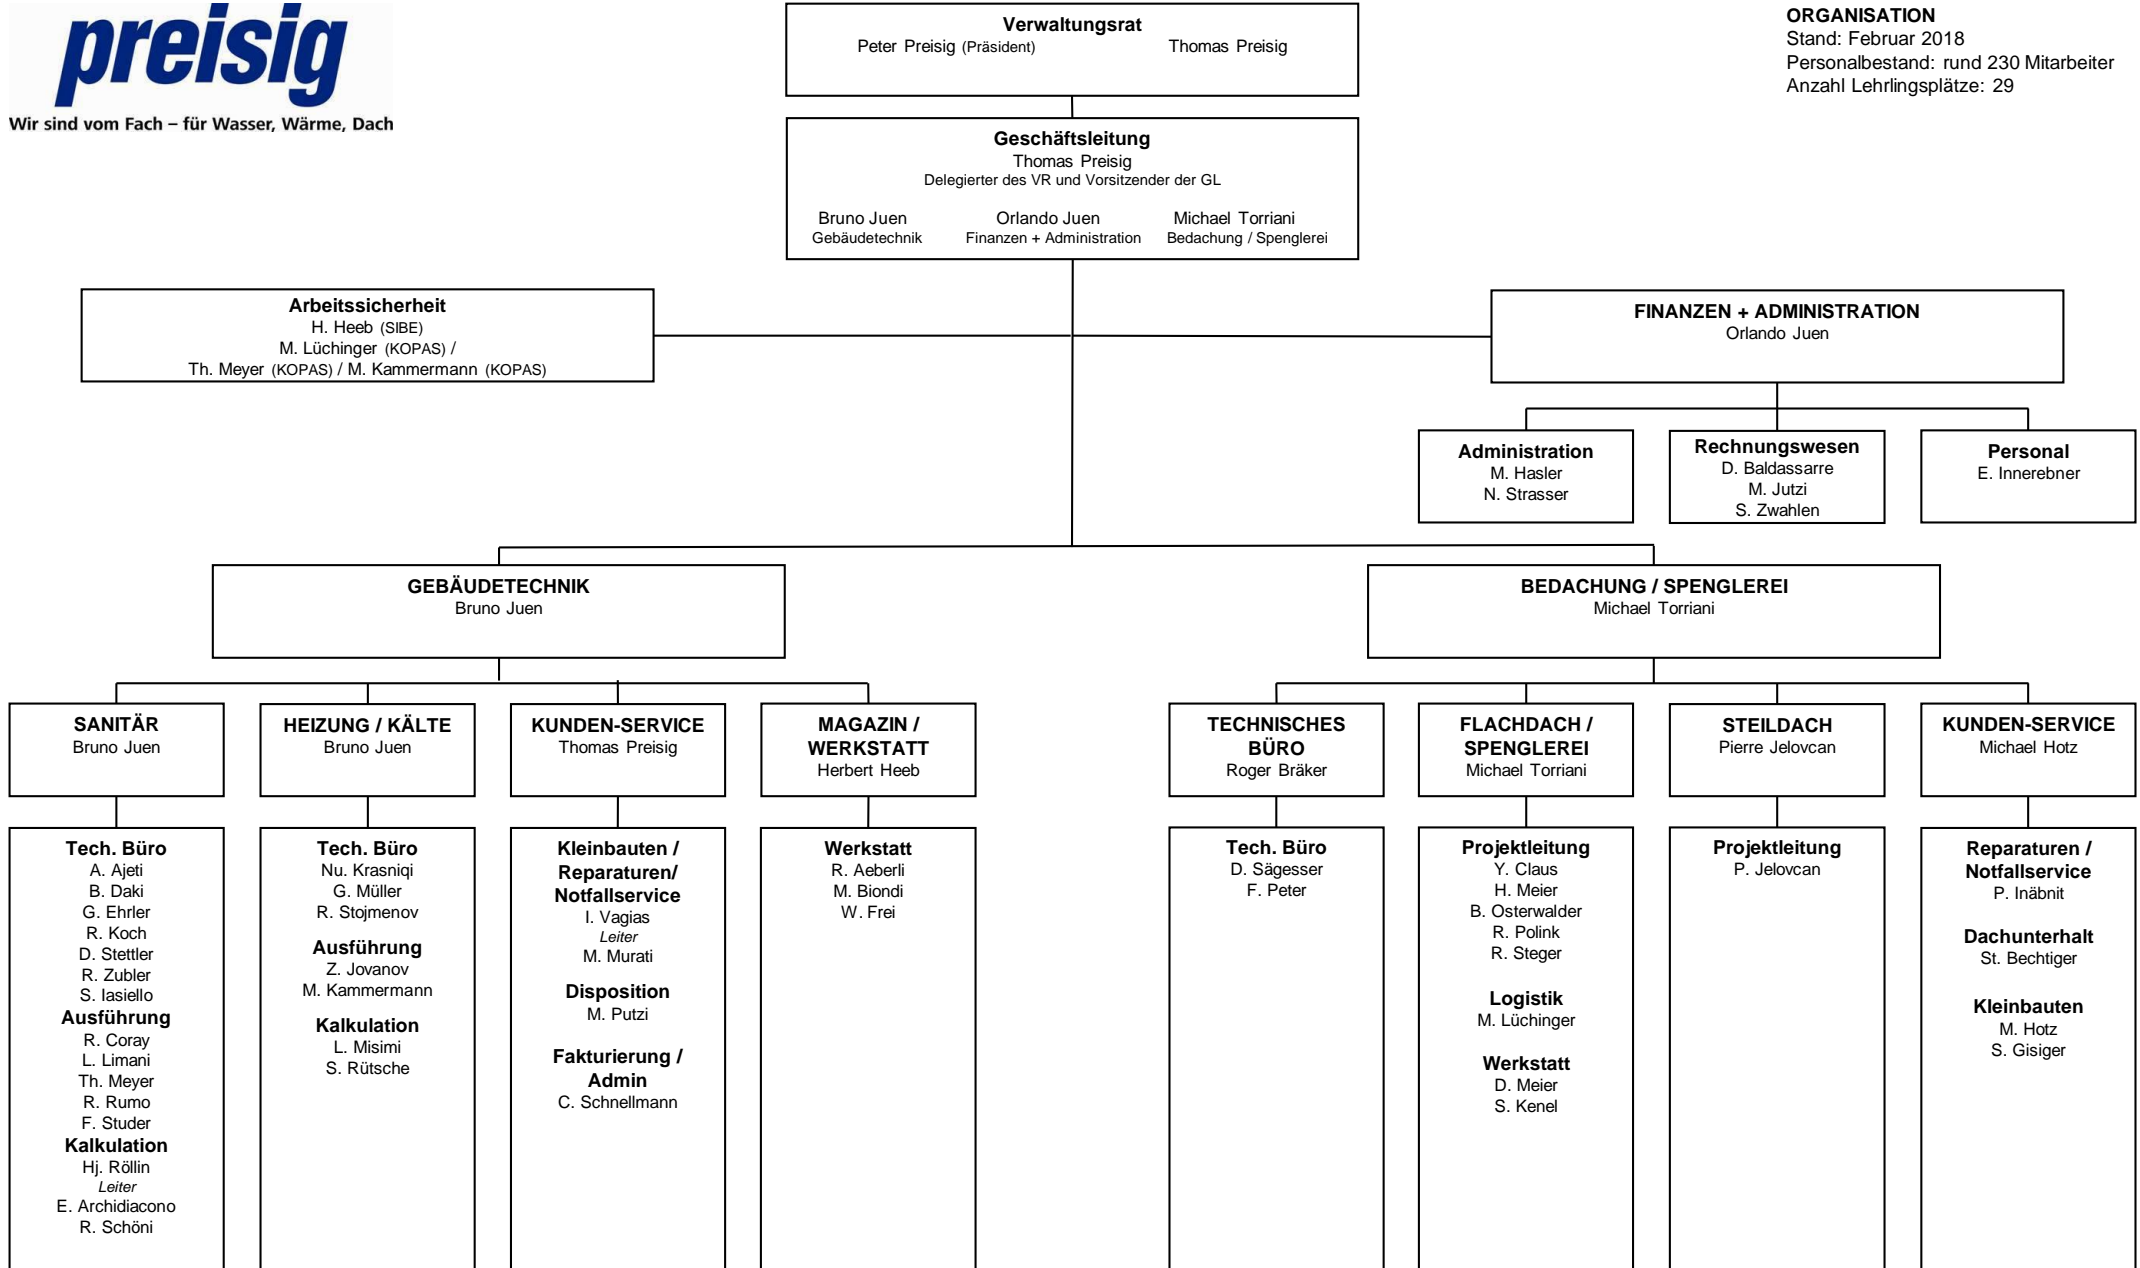 preisig
Wir sind vom Fach – für Wasser, Wärme, Dach
Verwaltungsrat
Peter Preisig (Präsident) Thomas Preisig
ORGANISATION
Stand: Februar 2018
Personalbestand: rund 230 Mitarbeiter
Anzahl Lehrlingsplätze: 29
Geschäftsleitung
Thomas Preisig
Delegierter des VR und Vorsitzender der GL
Bruno Juen Orlando Juen Michael Torriani
Gebäudetechnik Finanzen + Administration Bedachung / Spenglerei
Arbeitssicherheit
H. Heeb (SIBE)
M. Lüchinger (KOPAS) /
Th. Meyer (KOPAS) / M. Kammermann (KOPAS)
FINANZEN + ADMINISTRATION
Orlando Juen
Administration
M. Hasler
N. Strasser
Rechnungswesen
D. Baldassarre
M. Jutzi
S. Zwahlen
Personal
E. Innerebner
GEBÄUDETECHNIK
Bruno Juen
BEDACHUNG / SPENGLEREI
Michael Torriani
SANITÄR
Bruno Juen
HEIZUNG / KÄLTE
Bruno Juen
KUNDEN-SERVICE
Thomas Preisig
MAGAZIN /
WERKSTATT
Herbert Heeb
TECHNISCHES
BÜRO
Roger Bräker
FLACHDACH /
SPENGLEREI
Michael Torriani
STEILDACH
Pierre Jelovcan
KUNDEN-SERVICE
Michael Hotz
Tech. Büro
A. Ajeti
B. Daki
G. Ehrler
R. Koch
D. Stettler
R. Zubler
S. Iasiello
Ausführung
R. Coray
L. Limani
Th. Meyer
R. Rumo
F. Studer
Kalkulation
Hj. Röllin
Leiter
E. Archidiacono
R. Schöni
Tech. Büro
Nu. Krasniqi
G. Müller
R. Stojmenov
Ausführung
Z. Jovanov
M. Kammermann
Kalkulation
L. Misimi
S. Rütsche
Kleinbauten /
Reparaturen/
Notfallservice
I. Vagias
Leiter
M. Murati
Disposition
M. Putzi
Fakturierung /
Admin
C. Schnellmann
Werkstatt
R. Aeberli
M. Biondi
W. Frei
Tech. Büro
D. Sägesser
F. Peter
Projektleitung
Y. Claus
H. Meier
B. Osterwalder
R. Polink
R. Steger
Logistik
M. Lüchinger
Werkstatt
D. Meier
S. Kenel
Projektleitung
P. Jelovcan
Reparaturen /
Notfallservice
P. Inäbnit
Dachunterhalt
St. Bechtiger
Kleinbauten
M. Hotz
S. Gisiger